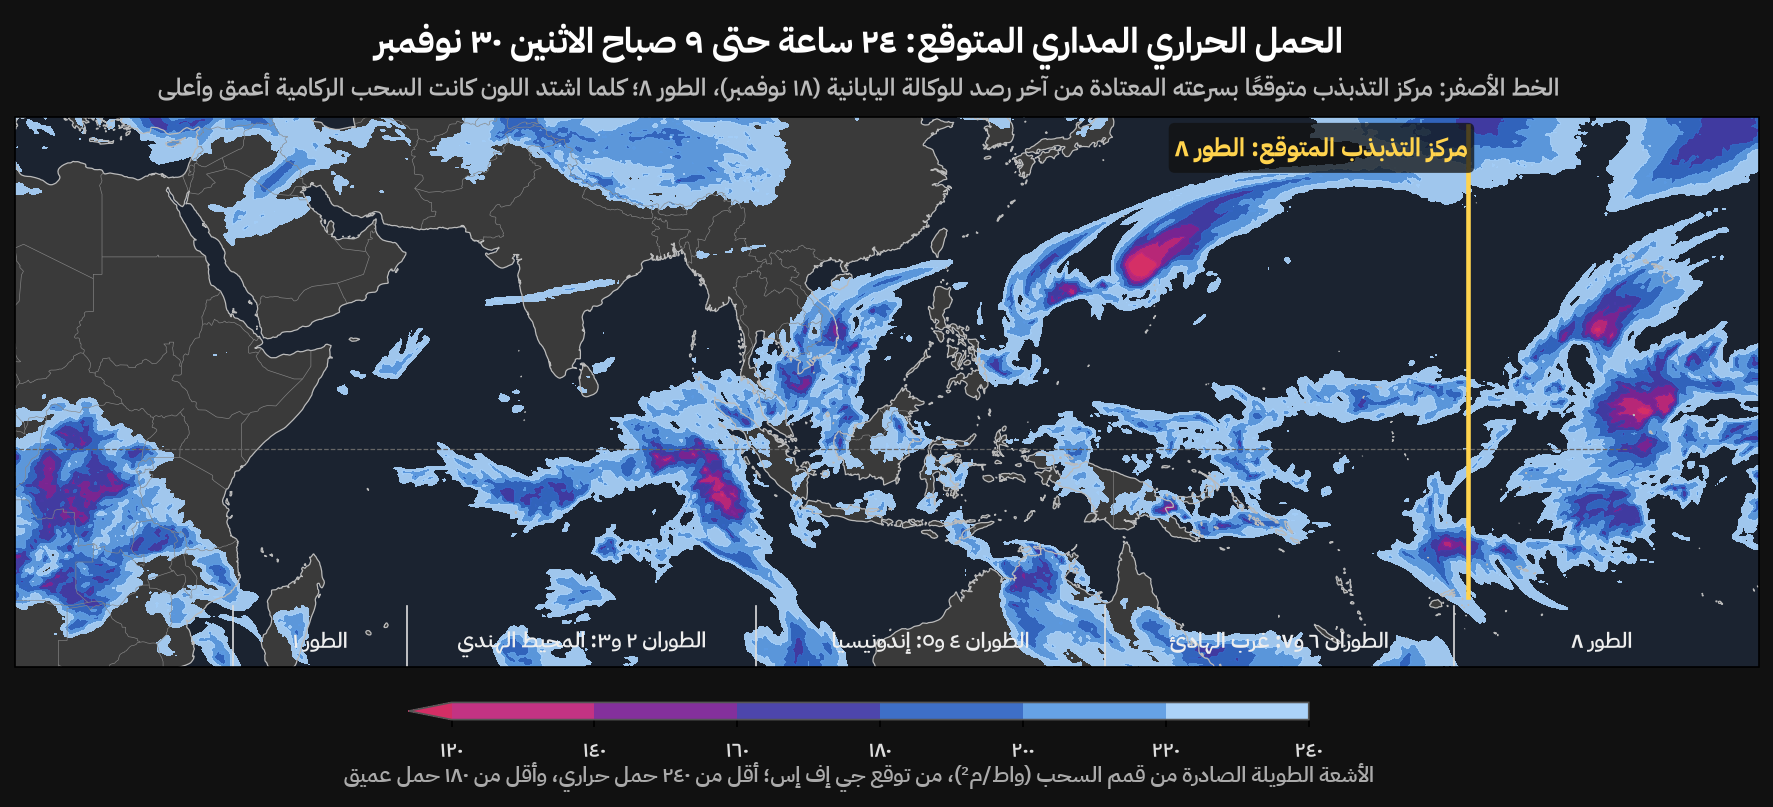 الحمل الحراري المداري المتوقع: ٢٤ ساعة حتى ٩ صباح الاثنين ٣٠ نوفمبر
الخط الأصفر: مركز التذبذب متوقعًا بسرعته المعتادة من آخر رصد للوكالة اليابانية (١٨ نوفمبر)، الطور ٨؛ كلما اشتد اللون كانت السحب الركامية أعمق وأعلى
مركز التذبذب المتوقع: الطور ٨
الطور ١
الطوران ٢ و٣: المحيط الهندي
الطوران ٤ و٥: إندونيسيا
الطوران ٦ و٧: غرب الهادئ
الطور ٨
١٢٠ ١٤٠ ١٦٠ ١٨٠ ٢٠٠ ٢٢٠ ٢٤٠
الأشعة الطويلة الصادرة من قمم السحب (واط/م²)، من توقع جي إف إس؛ أقل من ٢٤٠ حمل حراري، وأقل من ١٨٠ حمل عميق